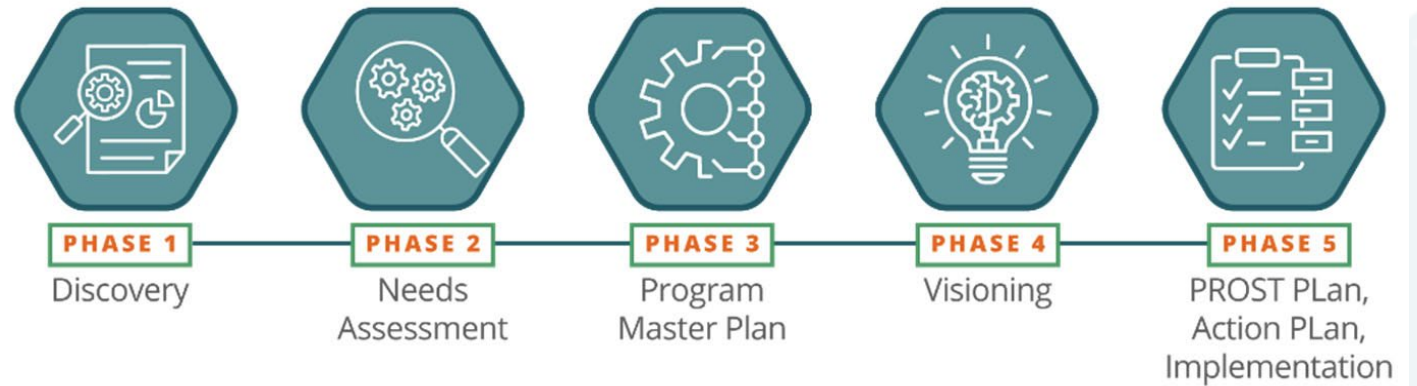 PHASE 1
Discovery
PHASE 2
Needs
Assessment
PHASE 3
Program
Master Plan
PHASE 4
Visioning
PHASE 5
PROST PLan,
Action PLan,
Implementation